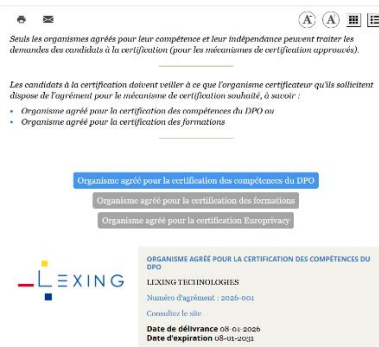 A A
Seuls les organismes agréés pour leur compétence et leur indépendance peuvent traiter les
demandes des candidats à la certification (pour les mécanismes de certification approuvés).
Les candidats à la certification doivent veiller à ce que l'organisme certificateur qu'ils sollicitent
dispose de l'agrément pour le mécanisme de certification souhaité, à savoir :
• Organisme agréé pour la certification des compétences du DPO ou
• Organisme agréé pour la certification des formations
Organisme agréé pour la certification des compétences du DPO
Organisme agréé pour la certification des formations
Organisme agréé pour la certification Europrivacy
LEXING
ORGANISME AGRÉÉ POUR LA CERTIFICATION DES COMPÉTENCES DU
DPO
LEXING TECHNOLOGIES
Numéro d'agrément : 2026-001
Consultez le site
Date de délivrance 08-01-2026
Date d'expiration 08-01-2031